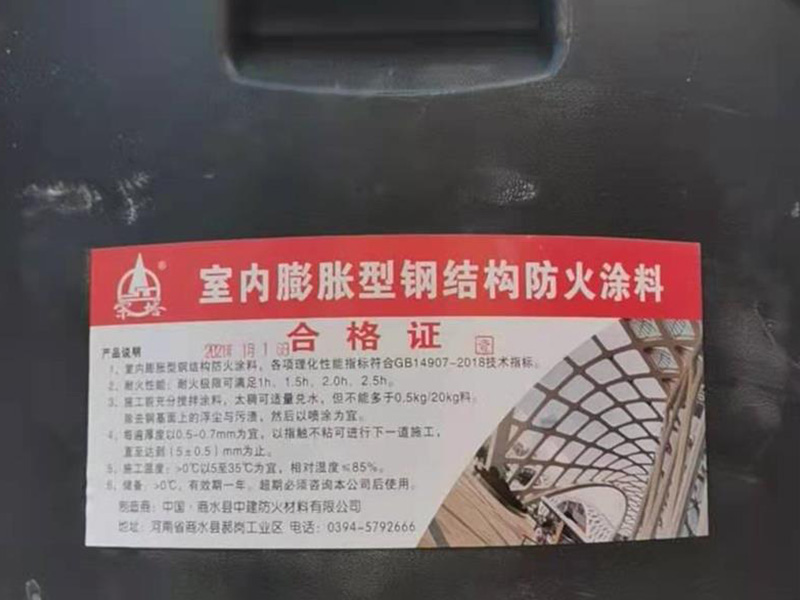 室内膨胀型钢结构防火涂料
合格证
产品说明
1、室内膨胀型钢结构防火涂料，各项理化性能指标符合GB14907-2018技术指标。
2、耐火性能：耐火极限可满足1h、1.5h、2.0h、2.5h。
3、施工前充分搅拌涂料，太稠可适量兑水，但不能多于0.5kg/20kg料。
除去钢基面上的浮尘与污渍，然后以喷涂为宜。
4、每遍厚度以0.5-0.7mm为宜，以指触不粘可进行下一道施工，
直至达到（5±0.5）mm为止。
5、施工温度：>0℃以5至35℃为宜，相对湿度≤85%。
6、储备：>0℃，有效期一年。超期必须咨询本公司后使用。
制造商：中国·商水县中建防火材料有限公司
地址：河南省商水县郝岗工业区 电话：0394-5792666